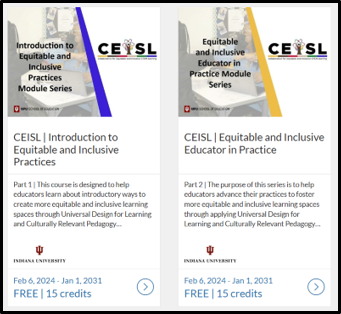 Introduction to
Equitable and
Inclusive
Practices
Module Series
CEISL
CEISL | Introduction to
Equitable and Inclusive
Practices
Part 1 | This course is designed to help
educators learn about introductory ways to
create more equitable and inclusive learning
spaces through Universal Design for Learning
and Culturally Relevant Pedagogy...
INDIANA UNIVERSITY
Feb 6, 2024 - Jan 1, 2031
FREE | 15 credits
Equitable
and Inclusive
Educator in
Practice Module
Series
CEISL
CEISL | Equitable and Inclusive
Educator in Practice
Part 2 | The purpose of this series is to help
educators advance their practices to foster
more equitable and inclusive learning spaces
through applying Universal Design for
Learning and Culturally Relevant Pedagogy...
INDIANA UNIVERSITY
Feb 6, 2024 - Jan 1, 2031
FREE | 15 credits